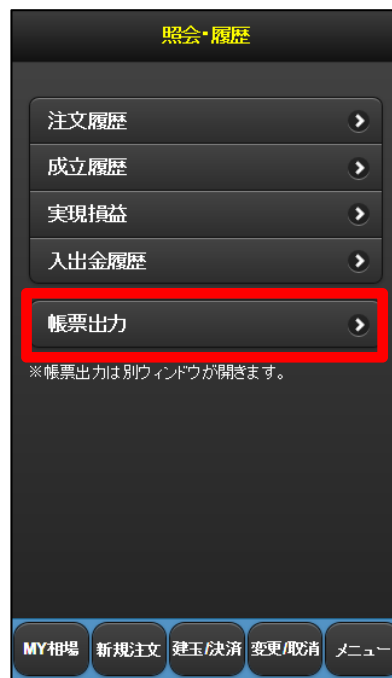 照会・履歴
注文履歴
成立履歴
実現損益
入出金履歴
帳票出力
※帳票出力は別ウィンドウが開きます。
MY相場 新規注文 建玉/決済 変更/取消 メニュー